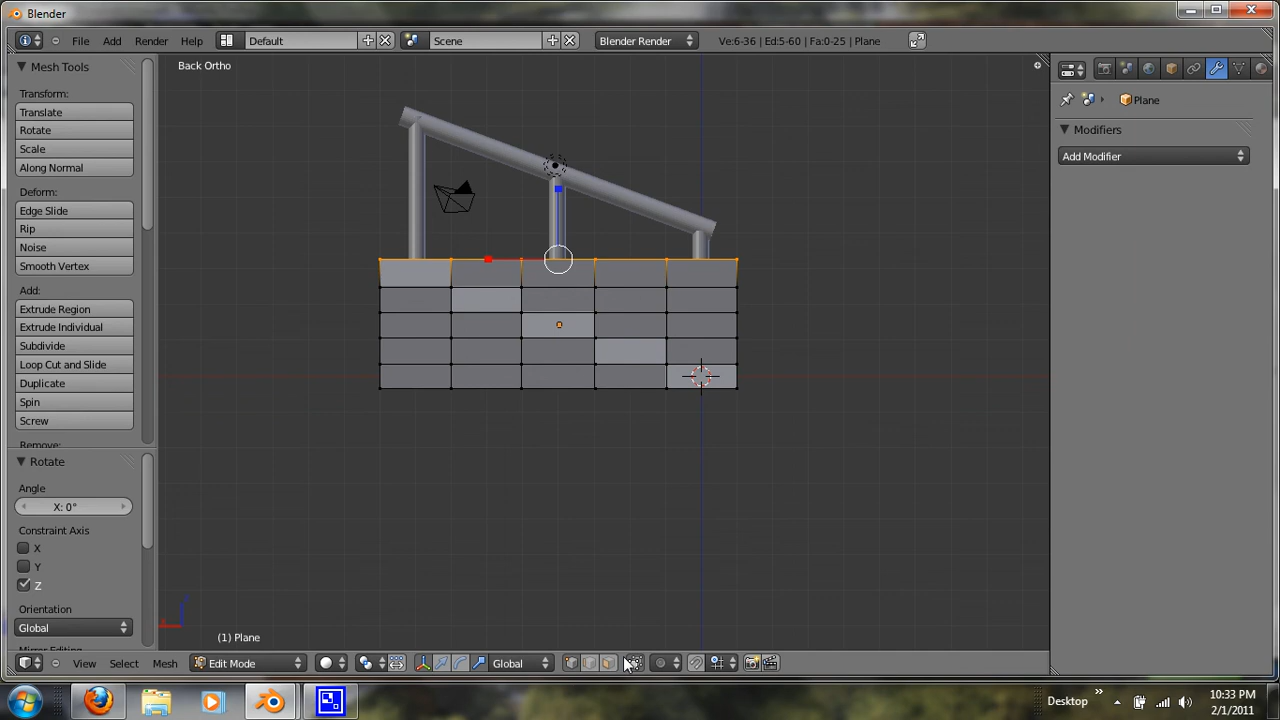 Blender
File Add Render Help Default Scene Blender Render Ve:6-36 | Ed:5-60 | Fa:0-25 | Plane
Mesh Tools
Transform:
Translate
Rotate
Scale
Along Normal
Deform:
Edge Slide
Rip
Noise
Smooth Vertex
Add:
Extrude Region
Extrude Individual
Subdivide
Loop Cut and Slide
Duplicate
Spin
Screw
Remove:
Rotate
Angle
X: 0°
Constraint Axis
X
Y
Z
Orientation
Global
Back Ortho
(1) Plane
Plane
Modifiers
Add Modifier
View Select Mesh Edit Mode Global
Desktop
10:33 PM
2/1/2011